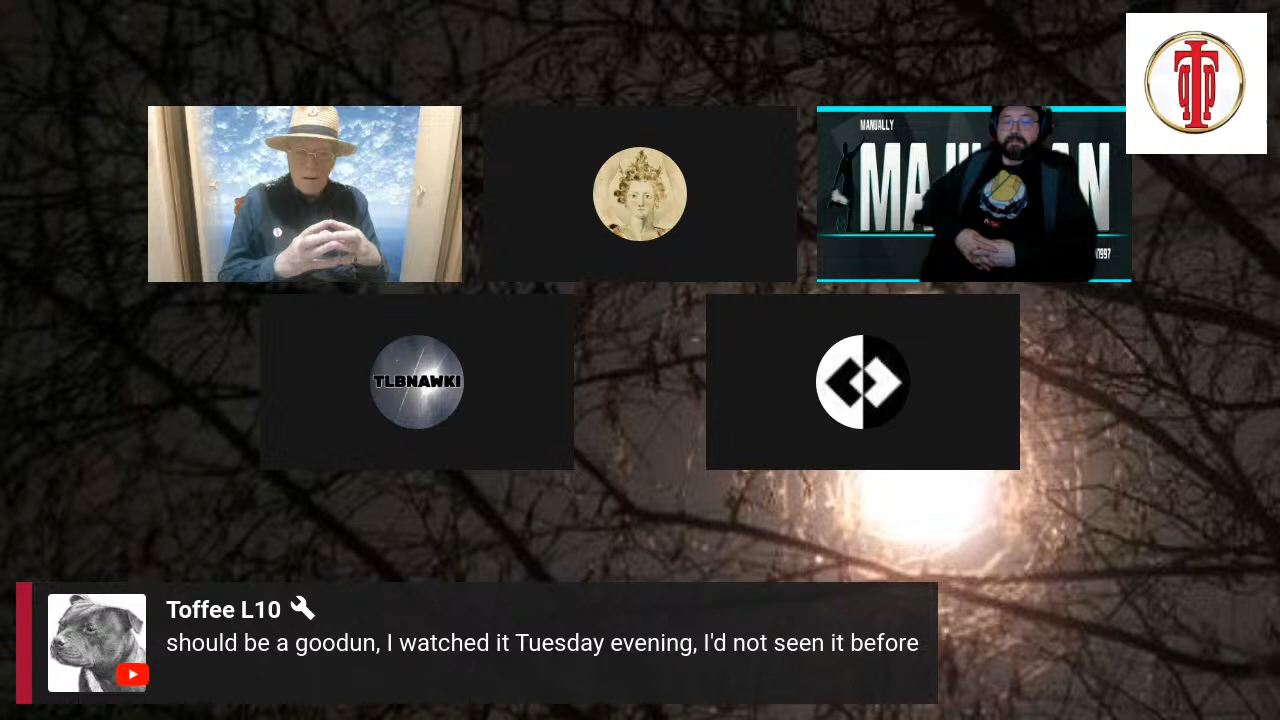 MANUALLY
TLBNAWKI
Toffee L10
should be a goodun, I watched it Tuesday evening, I'd not seen it before